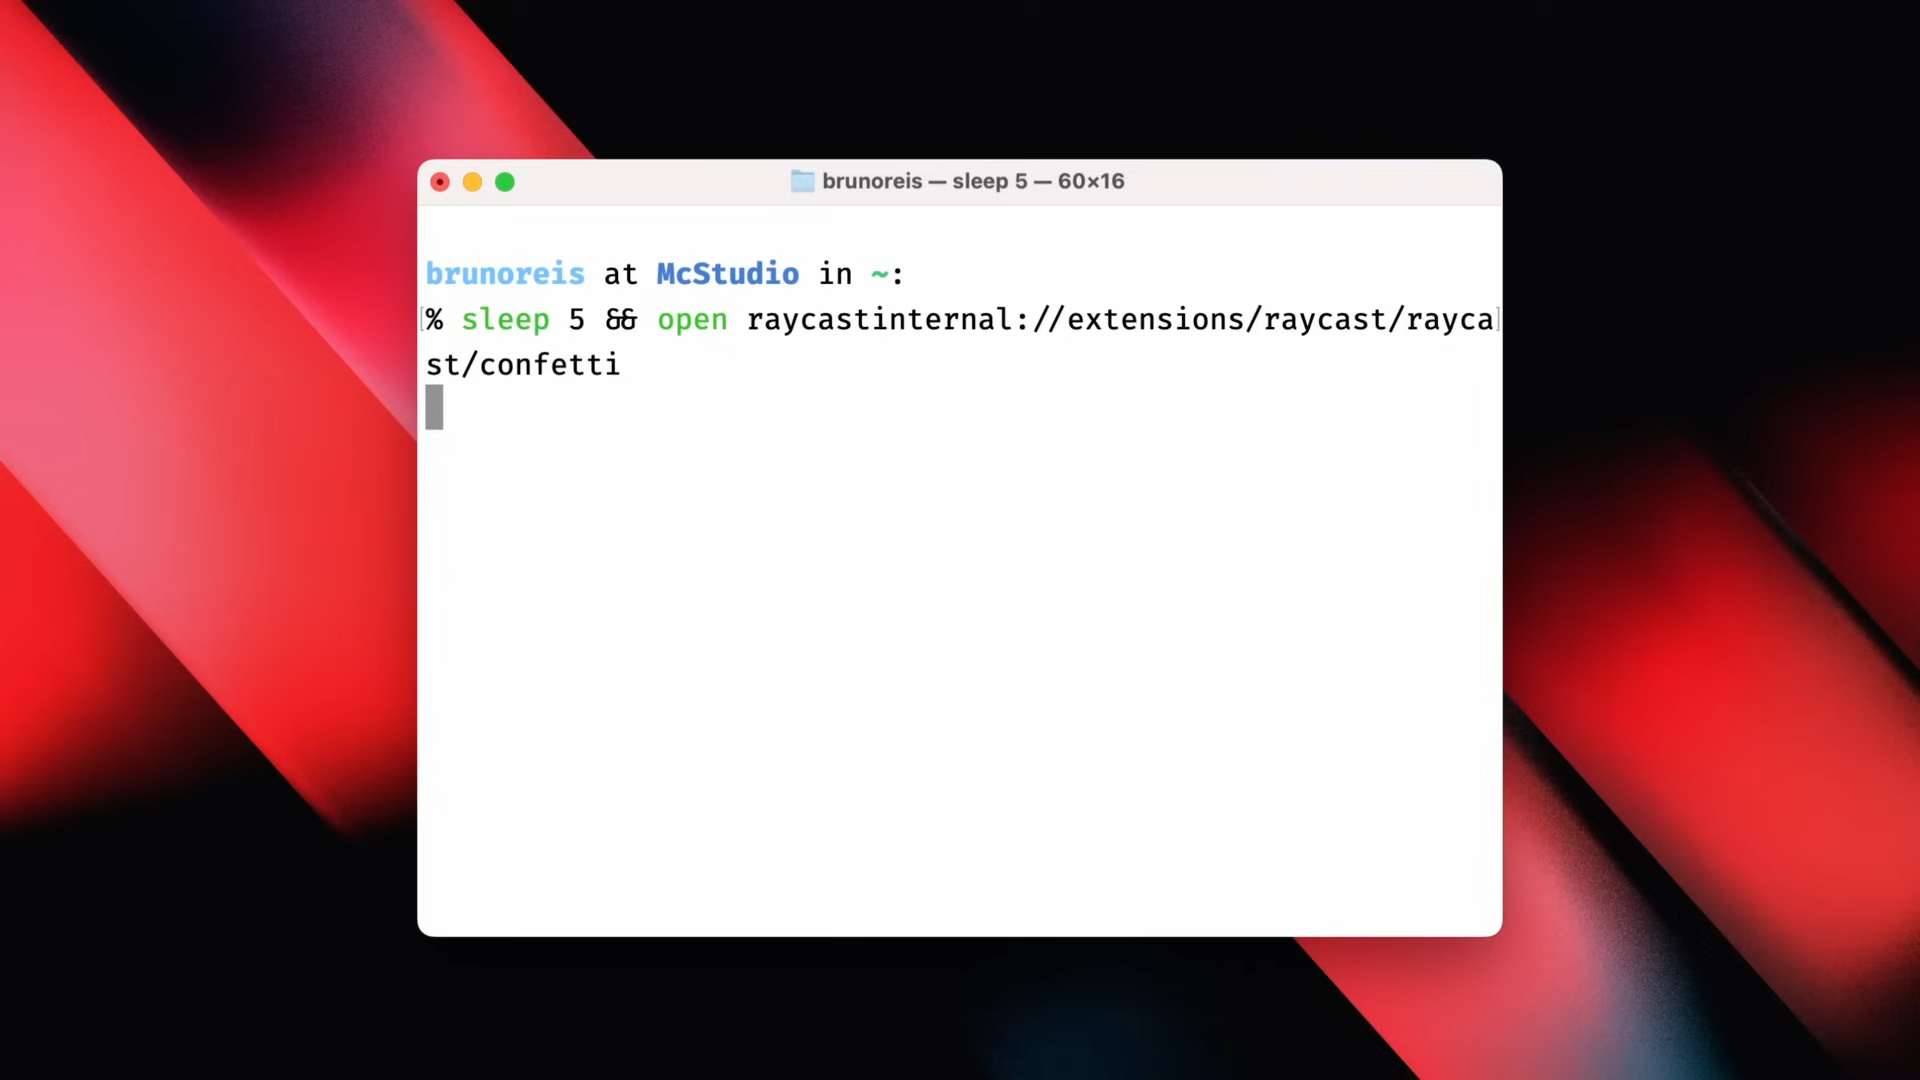 brunoreis — sleep 5 — 60×16
brunoreis at McStudio in ~:
% sleep 5 && open raycastinternal://extensions/raycast/rayca
st/confetti